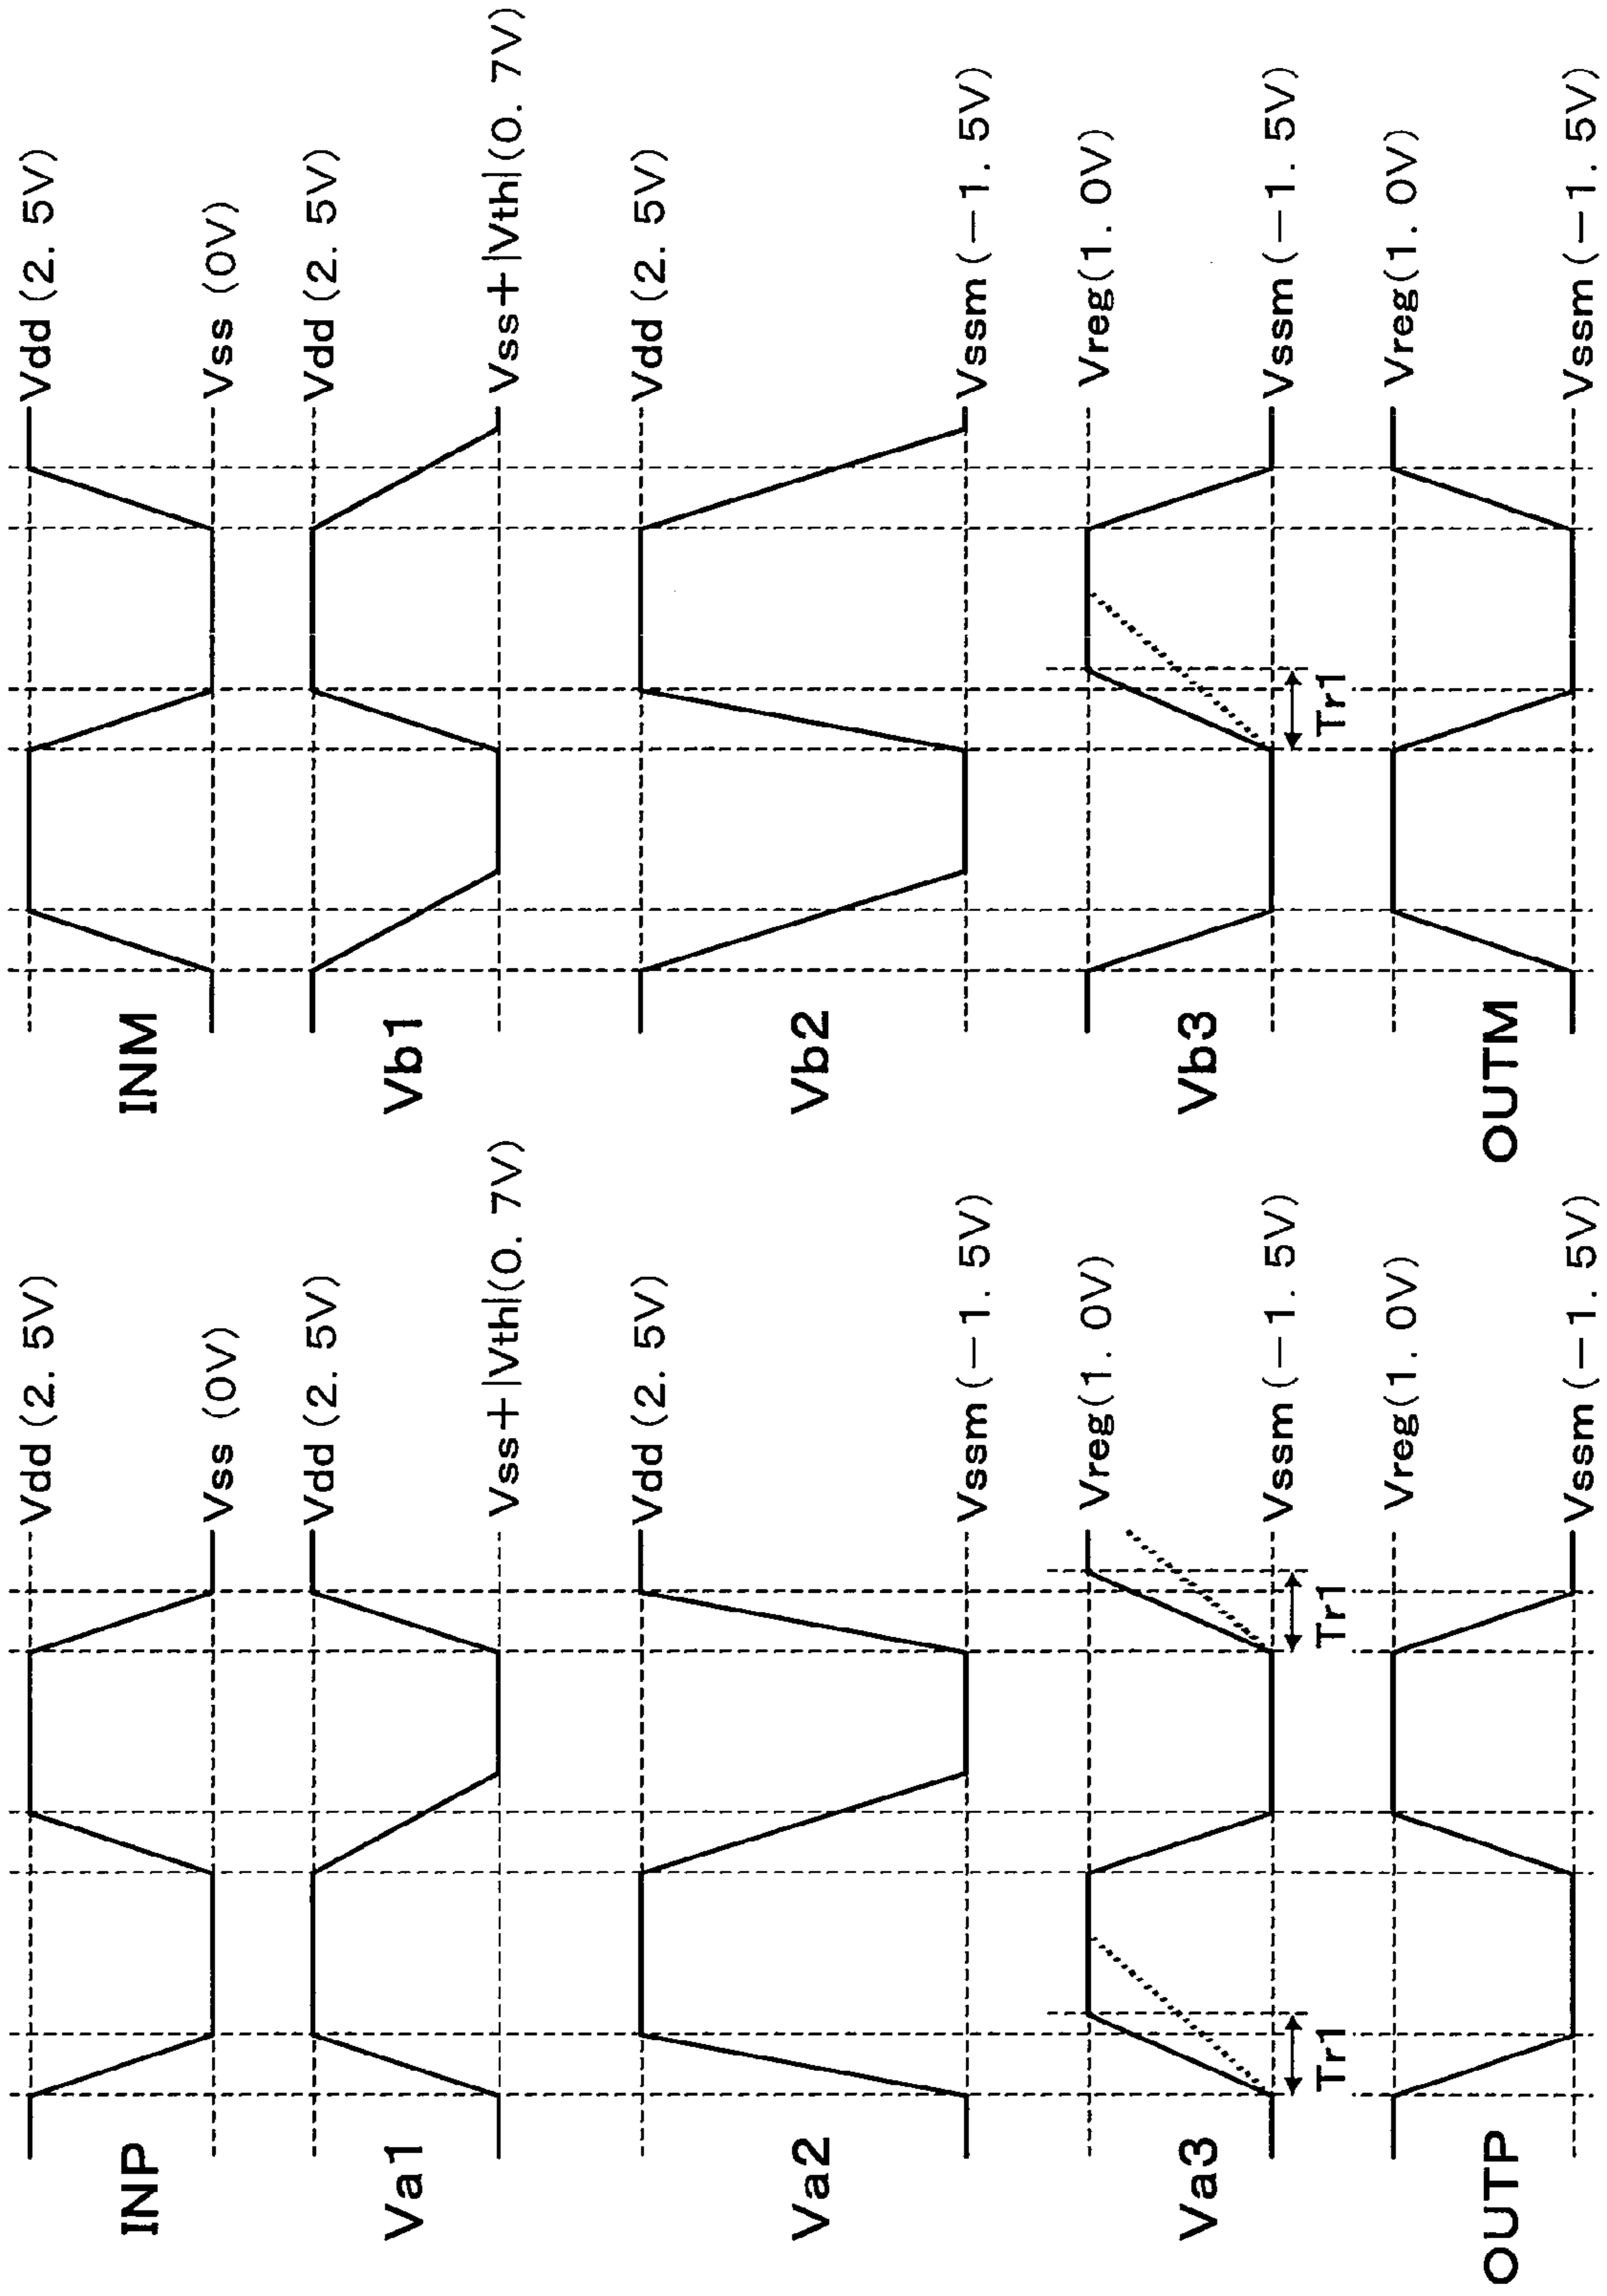 INP
Vdd (2. 5V)
Vss (0V)
Va1
Vdd (2. 5V)
Vss+|Vth|(0. 7V)
Va2
Vdd (2. 5V)
Vssm (−1. 5V)
Va3
Vreg(1. 0V)
Vssm (−1. 5V)
Tr1
Tr1
OUTP
Vreg(1. 0V)
Vssm (−1. 5V)
INM
Vdd (2. 5V)
Vss (0V)
Vb1
Vdd (2. 5V)
Vss+|Vth|(0. 7V)
Vb2
Vdd (2. 5V)
Vssm (−1. 5V)
Vb3
Vreg(1. 0V)
Vssm (−1. 5V)
Tr1
OUTM
Vreg(1. 0V)
Vssm (−1. 5V)